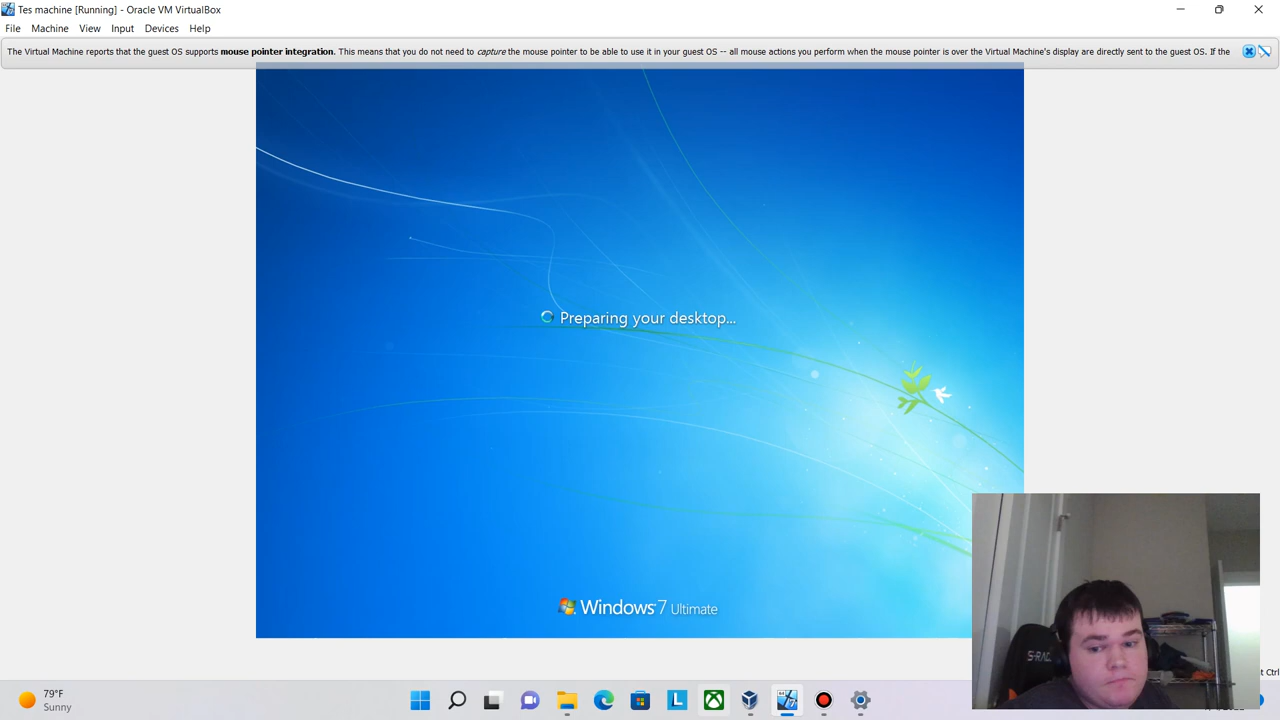 Tes machine [Running] - Oracle VM VirtualBox
File Machine View Input Devices Help
The Virtual Machine reports that the guest OS supports mouse pointer integration. This means that you do not need to capture the mouse pointer to be able to use it in your guest OS -- all mouse actions you perform when the mouse pointer is over the Virtual Machine's display are directly sent to the guest OS. If the
Preparing your desktop...
Windows 7 Ultimate
t Ctrl
79°F
Sunny